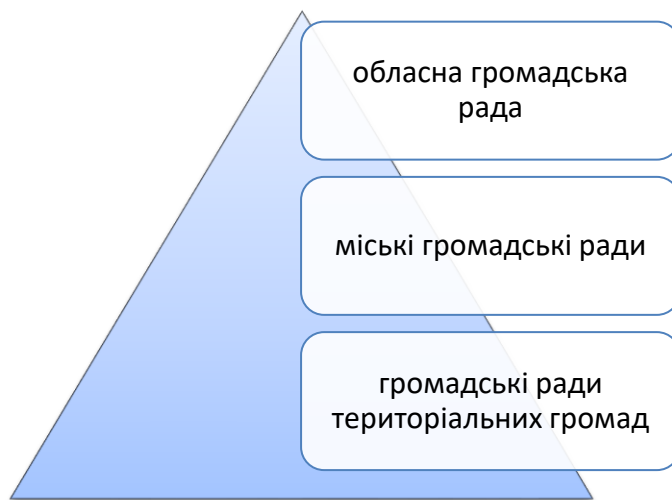 обласна громадська
рада
міські громадські ради
громадські ради
територіальних громад